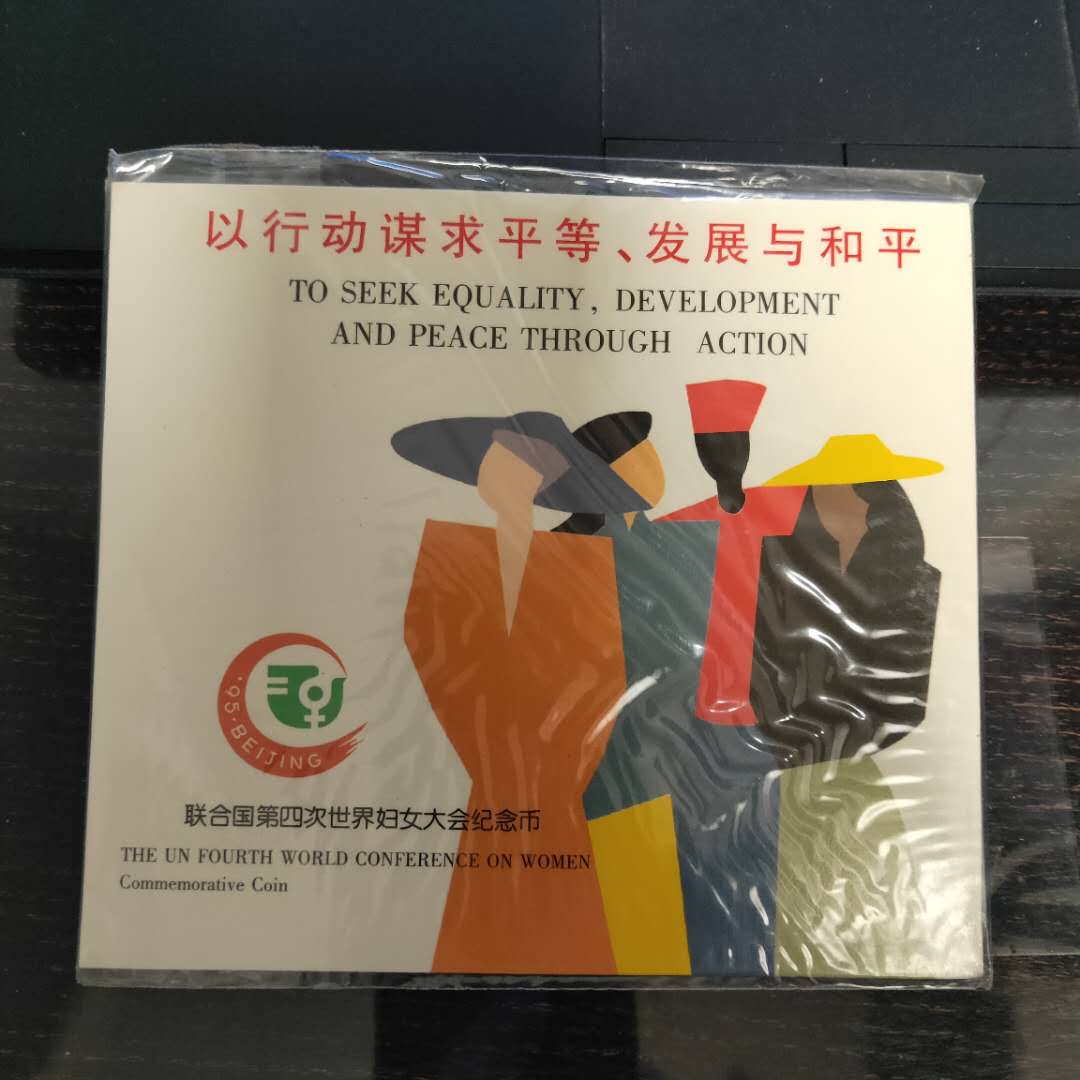 以行动谋求平等、发展与和平
TO SEEK EQUALITY, DEVELOPMENT
AND PEACE THROUGH ACTION
'95·BEIJING
联合国第四次世界妇女大会纪念币
THE UN FOURTH WORLD CONFERENCE ON WOMEN
Commemorative Coin